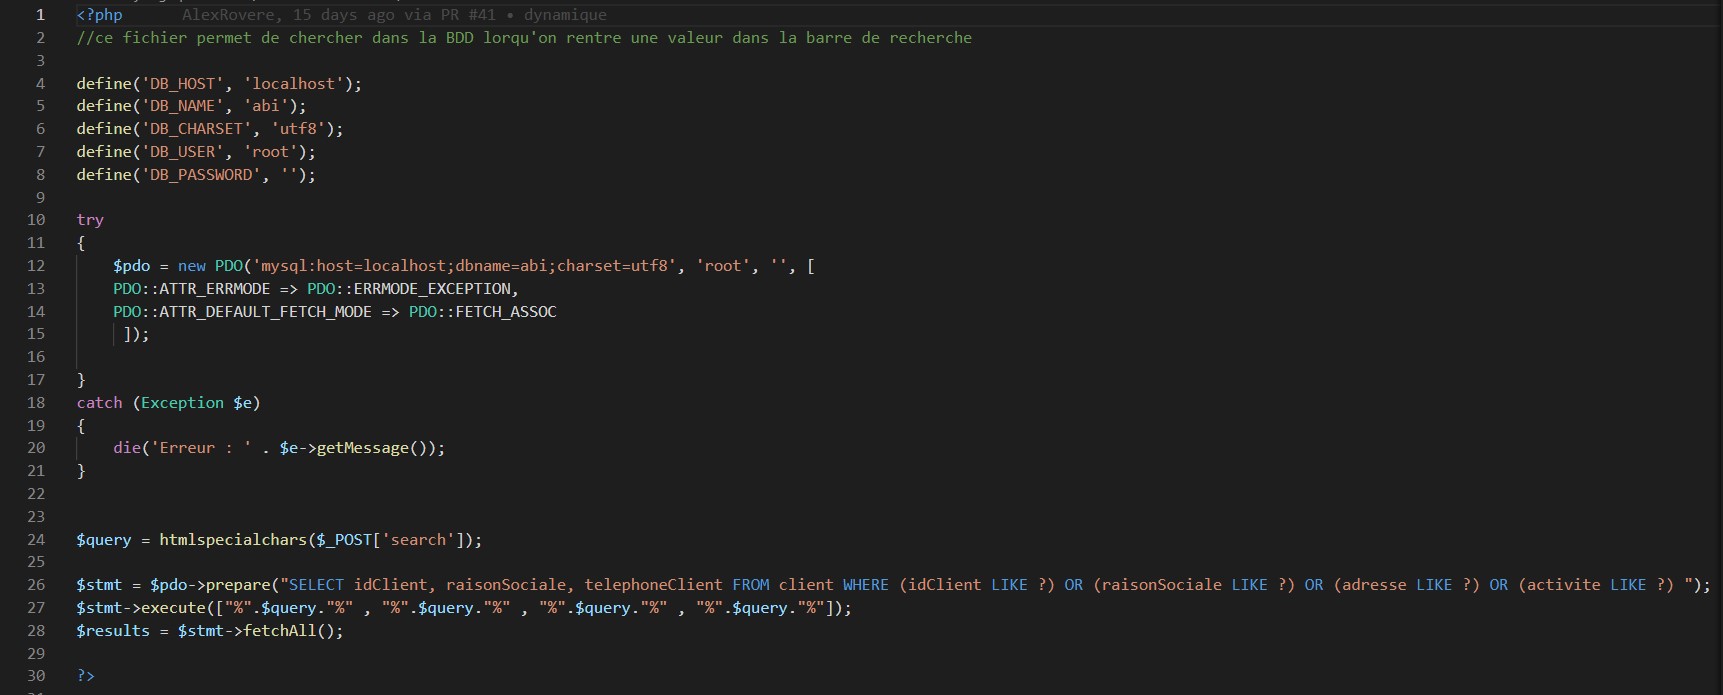 1 <?php AlexRovere, 15 days ago via PR #41 • dynamique
2 //ce fichier permet de chercher dans la BDD lorqu'on rentre une valeur dans la barre de recherche
3
4 define('DB_HOST', 'localhost');
5 define('DB_NAME', 'abi');
6 define('DB_CHARSET', 'utf8');
7 define('DB_USER', 'root');
8 define('DB_PASSWORD', '');
9
10 try
11 {
12 $pdo = new PDO('mysql:host=localhost;dbname=abi;charset=utf8', 'root', '', [
13 PDO::ATTR_ERRMODE => PDO::ERRMODE_EXCEPTION,
14 PDO::ATTR_DEFAULT_FETCH_MODE => PDO::FETCH_ASSOC
15 ]);
16
17 }
18 catch (Exception $e)
19 {
20 die('Erreur : ' . $e->getMessage());
21 }
22
23
24 $query = htmlspecialchars($_POST['search']);
25
26 $stmt = $pdo->prepare("SELECT idClient, raisonSociale, telephoneClient FROM client WHERE (idClient LIKE ?) OR (raisonSociale LIKE ?) OR (adresse LIKE ?) OR (activite LIKE ?) ");
27 $stmt->execute(["%".$query."%" , "%".$query."%" , "%".$query."%" , "%".$query."%"]);
28 $results = $stmt->fetchAll();
29
30 ?>